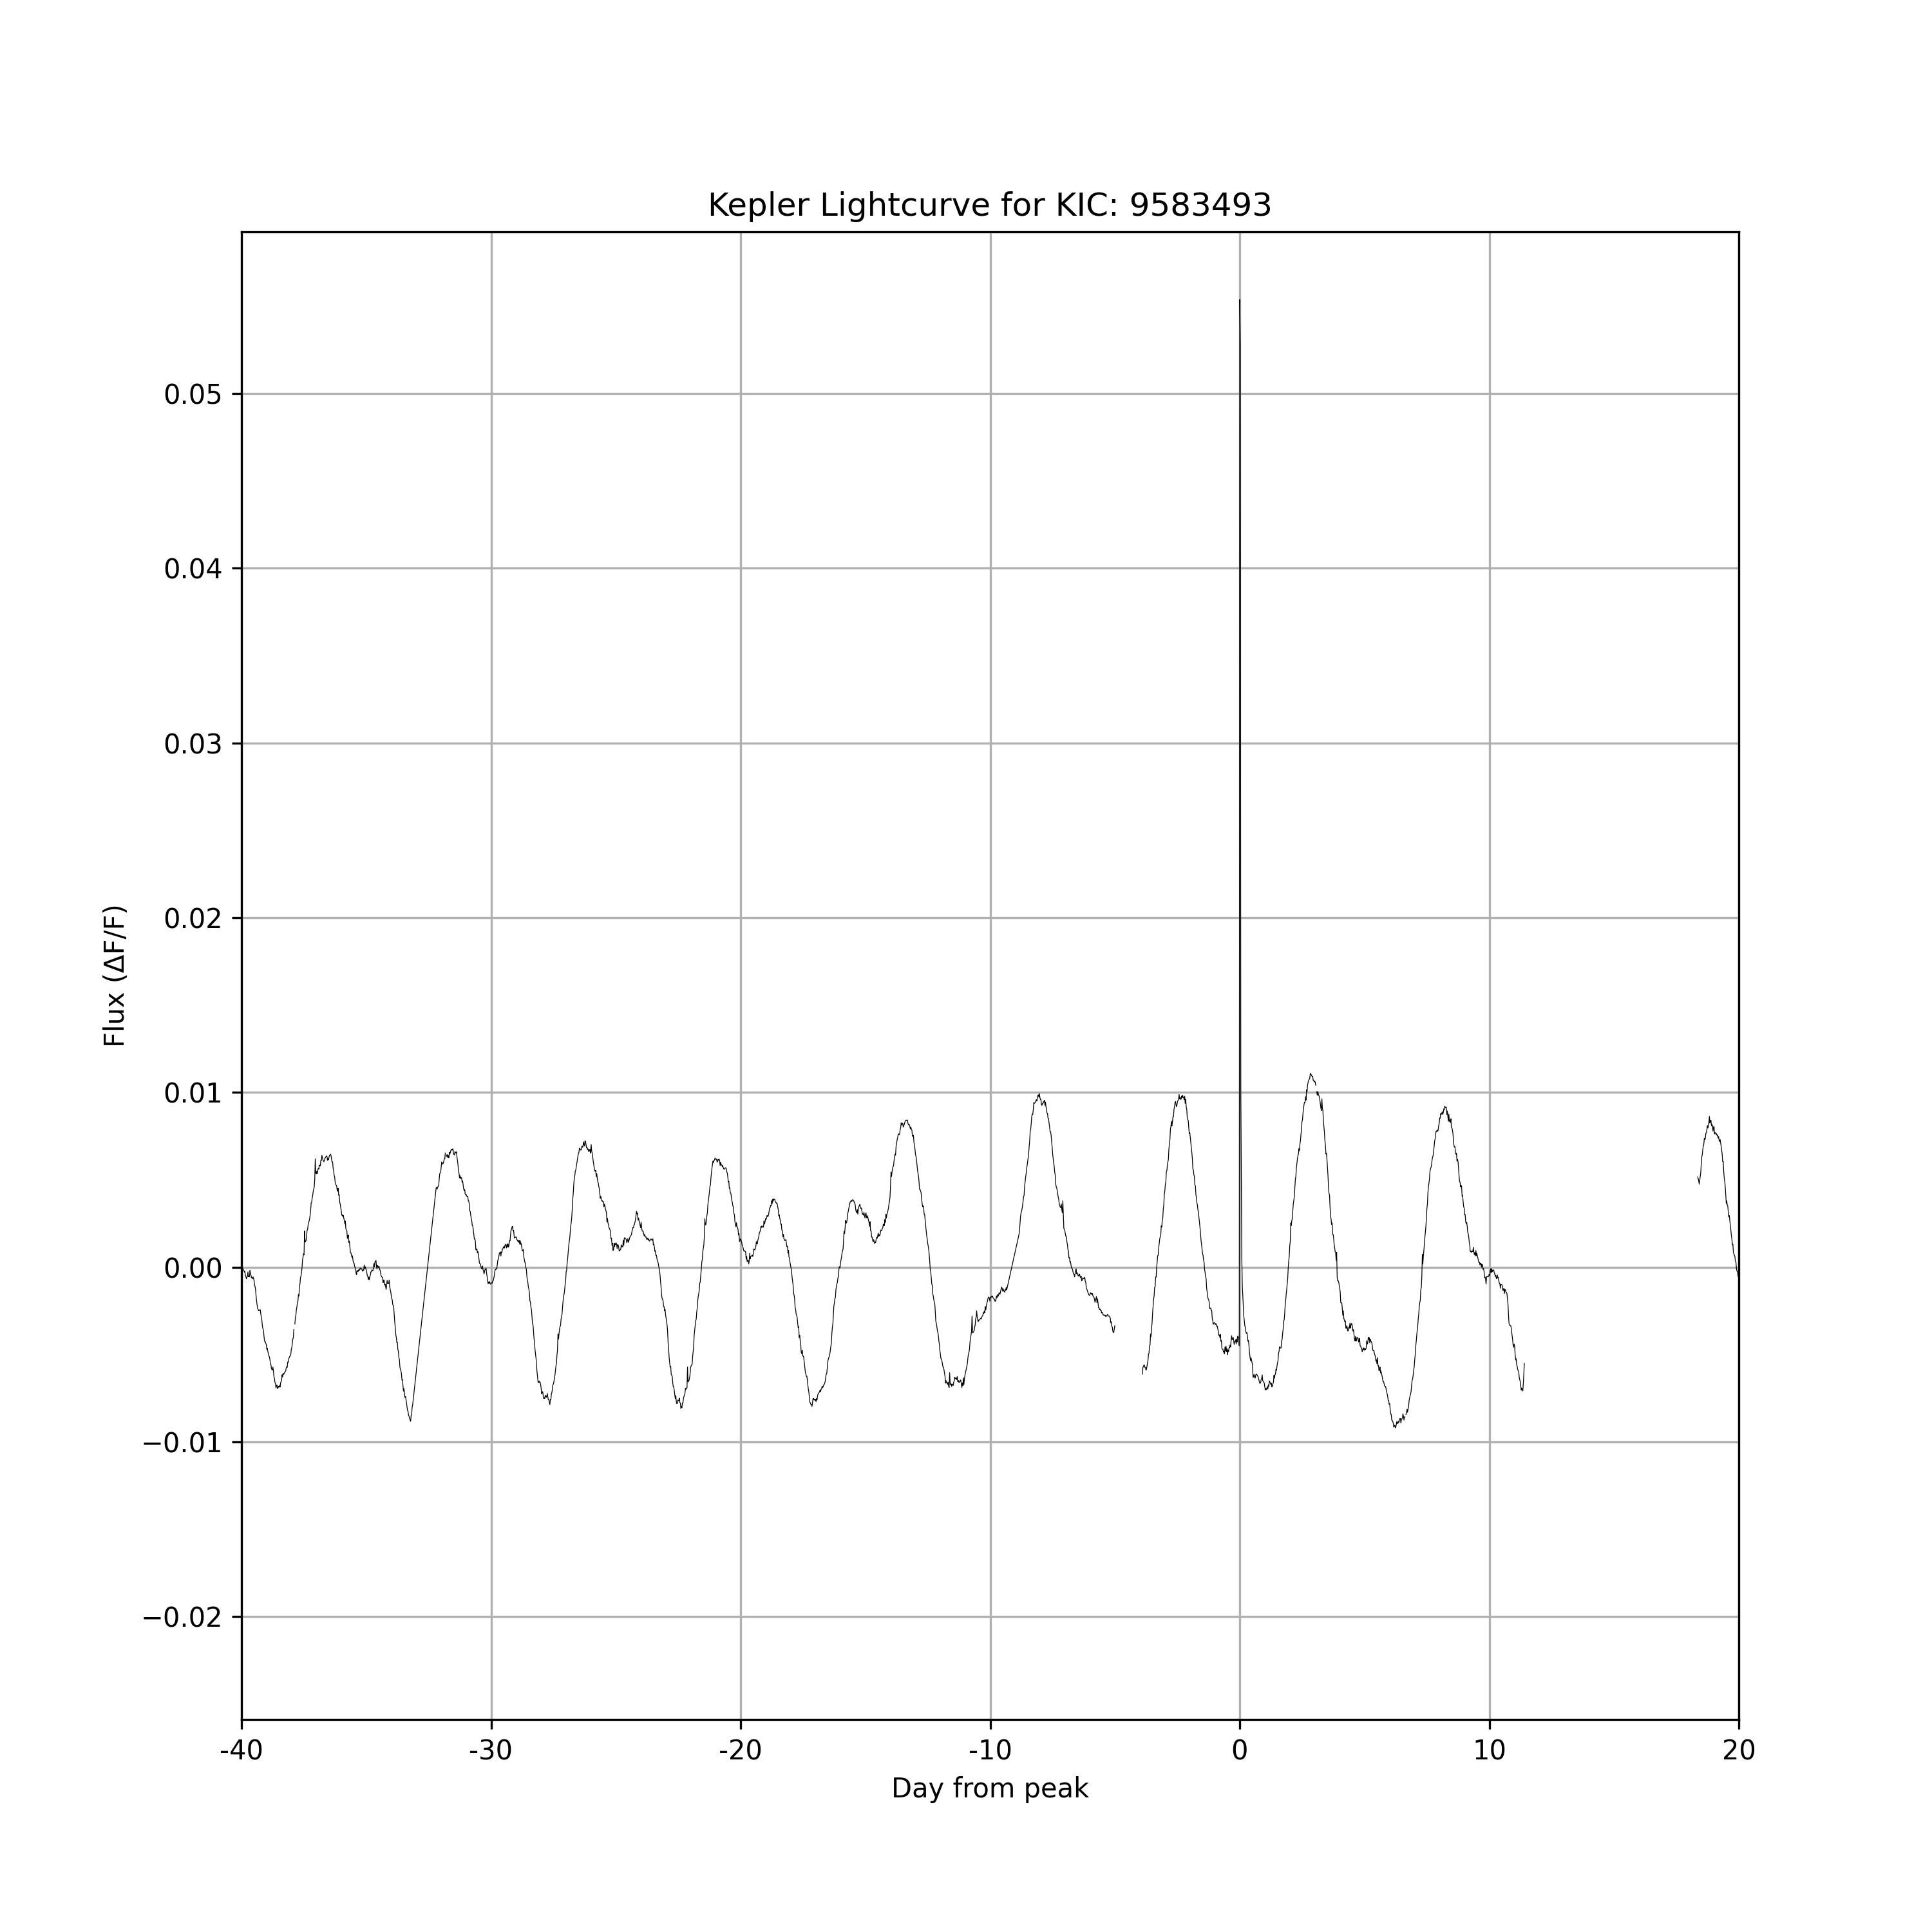 Kepler Lightcurve for KIC: 9583493
0.05
0.04
0.03
0.02
0.01
0.00
−0.01
−0.02
Flux (ΔF/F)
-40 -30 -20 -10 0 10 20
Day from peak